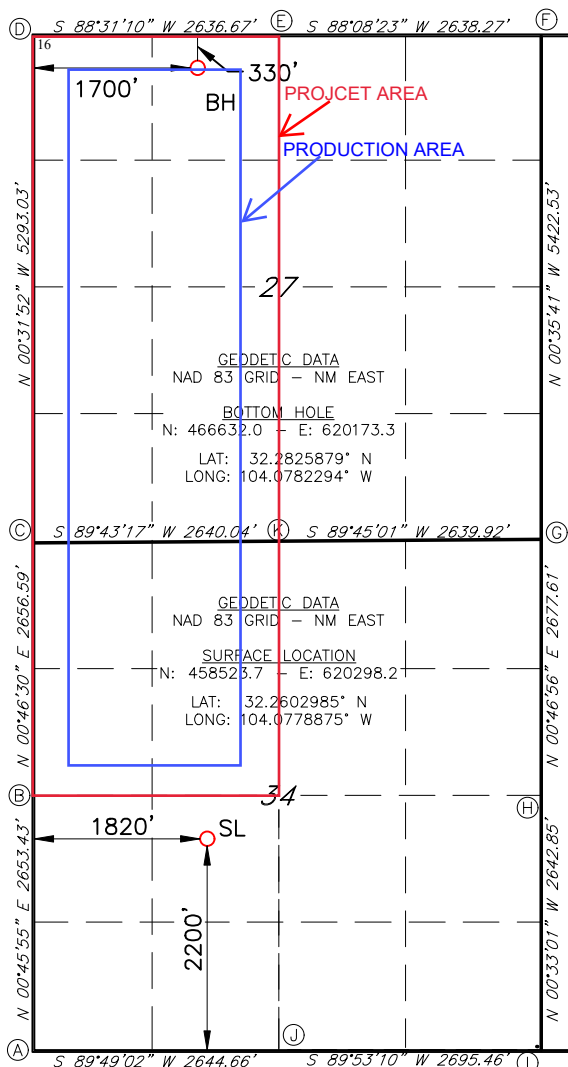 D
S 88°31'10" W 2636.67'
E
S 88°08'23" W 2638.27'
F
16
1700'
330'
BH
PROJCET AREA
PRODUCTION AREA
N 00°31'52" W 5293.03'
N 00°35'41" W 5422.53'
27
GEODETIC DATA
NAD 83 GRID – NM EAST
BOTTOM HOLE
N: 466632.0 – E: 620173.3
LAT: 32.2825879° N
LONG: 104.0782294° W
C
S 89°43'17" W 2640.04'
K
S 89°45'01" W 2639.92'
G
N 00°46'30" E 2656.59'
N 00°46'56" W 2677.61'
GEODETIC DATA
NAD 83 GRID – NM EAST
SURFACE LOCATION
N: 458523.7 – E: 620298.2
LAT: 32.2602985° N
LONG: 104.0778875° W
B
34
H
1820'
SL
N 00°45'55" E 2653.43'
2200'
N 00°33'01" W 2642.85'
J
A
S 89°49'02" W 2644.66'
S 89°53'10" W 2695.46'
I